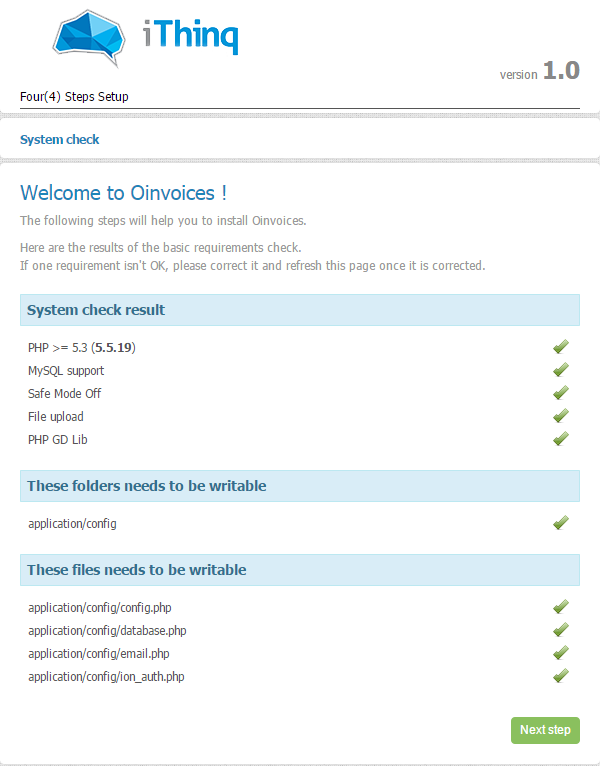 iThinq
version 1.0
Four(4) Steps Setup
System check
Welcome to Oinvoices !
The following steps will help you to install Oinvoices.
Here are the results of the basic requirements check.
If one requirement isn't OK, please correct it and refresh this page once it is corrected.
System check result
PHP >= 5.3 (5.5.19)
MySQL support
Safe Mode Off
File upload
PHP GD Lib
These folders needs to be writable
application/config
These files needs to be writable
application/config/config.php
application/config/database.php
application/config/email.php
application/config/ion_auth.php
Next step